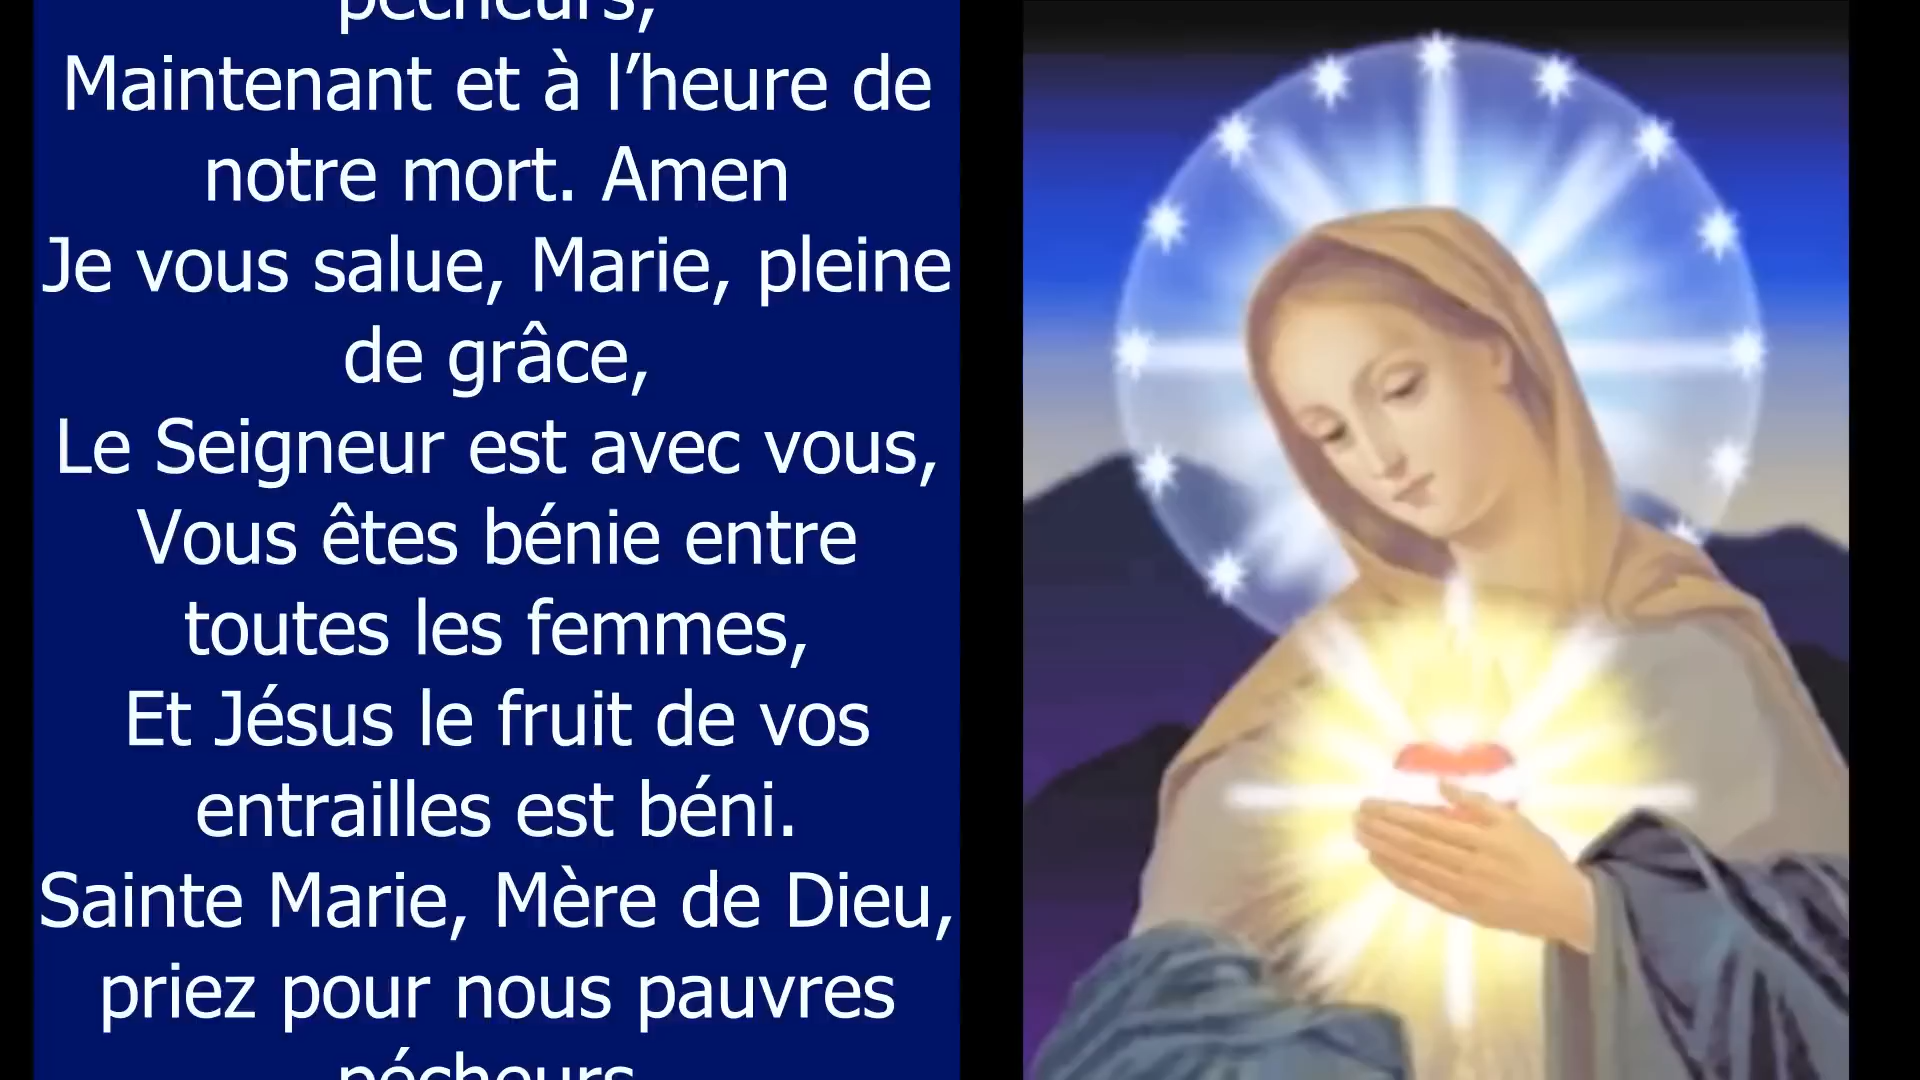 pécheurs,
Maintenant et à l’heure de
notre mort. Amen
Je vous salue, Marie, pleine
de grâce,
Le Seigneur est avec vous,
Vous êtes bénie entre
toutes les femmes,
Et Jésus le fruit de vos
entrailles est béni.
Sainte Marie, Mère de Dieu,
priez pour nous pauvres
pécheurs